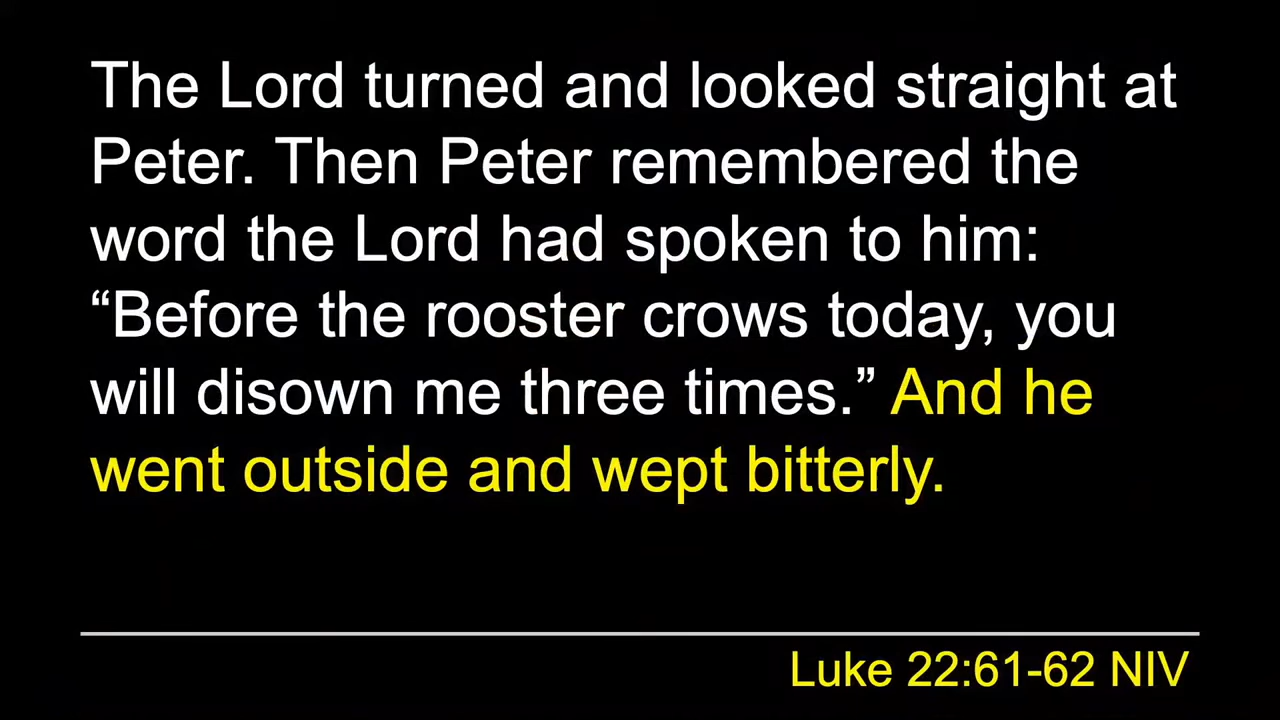 The Lord turned and looked straight at
Peter. Then Peter remembered the
word the Lord had spoken to him:
“Before the rooster crows today, you
will disown me three times.” And he
went outside and wept bitterly.
Luke 22:61-62 NIV